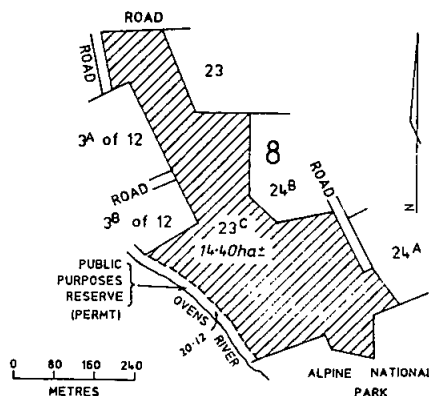 ROAD
ROAD
23
3A of 12
8
ROAD
24B
ROAD
3B of 12
23C
14·40ha±
24A
N
PUBLIC
PURPOSES
RESERVE
(PERMT)
OVENS
RIVER
20·12
0 80 160 240
METRES
ALPINE NATIONAL
PARK